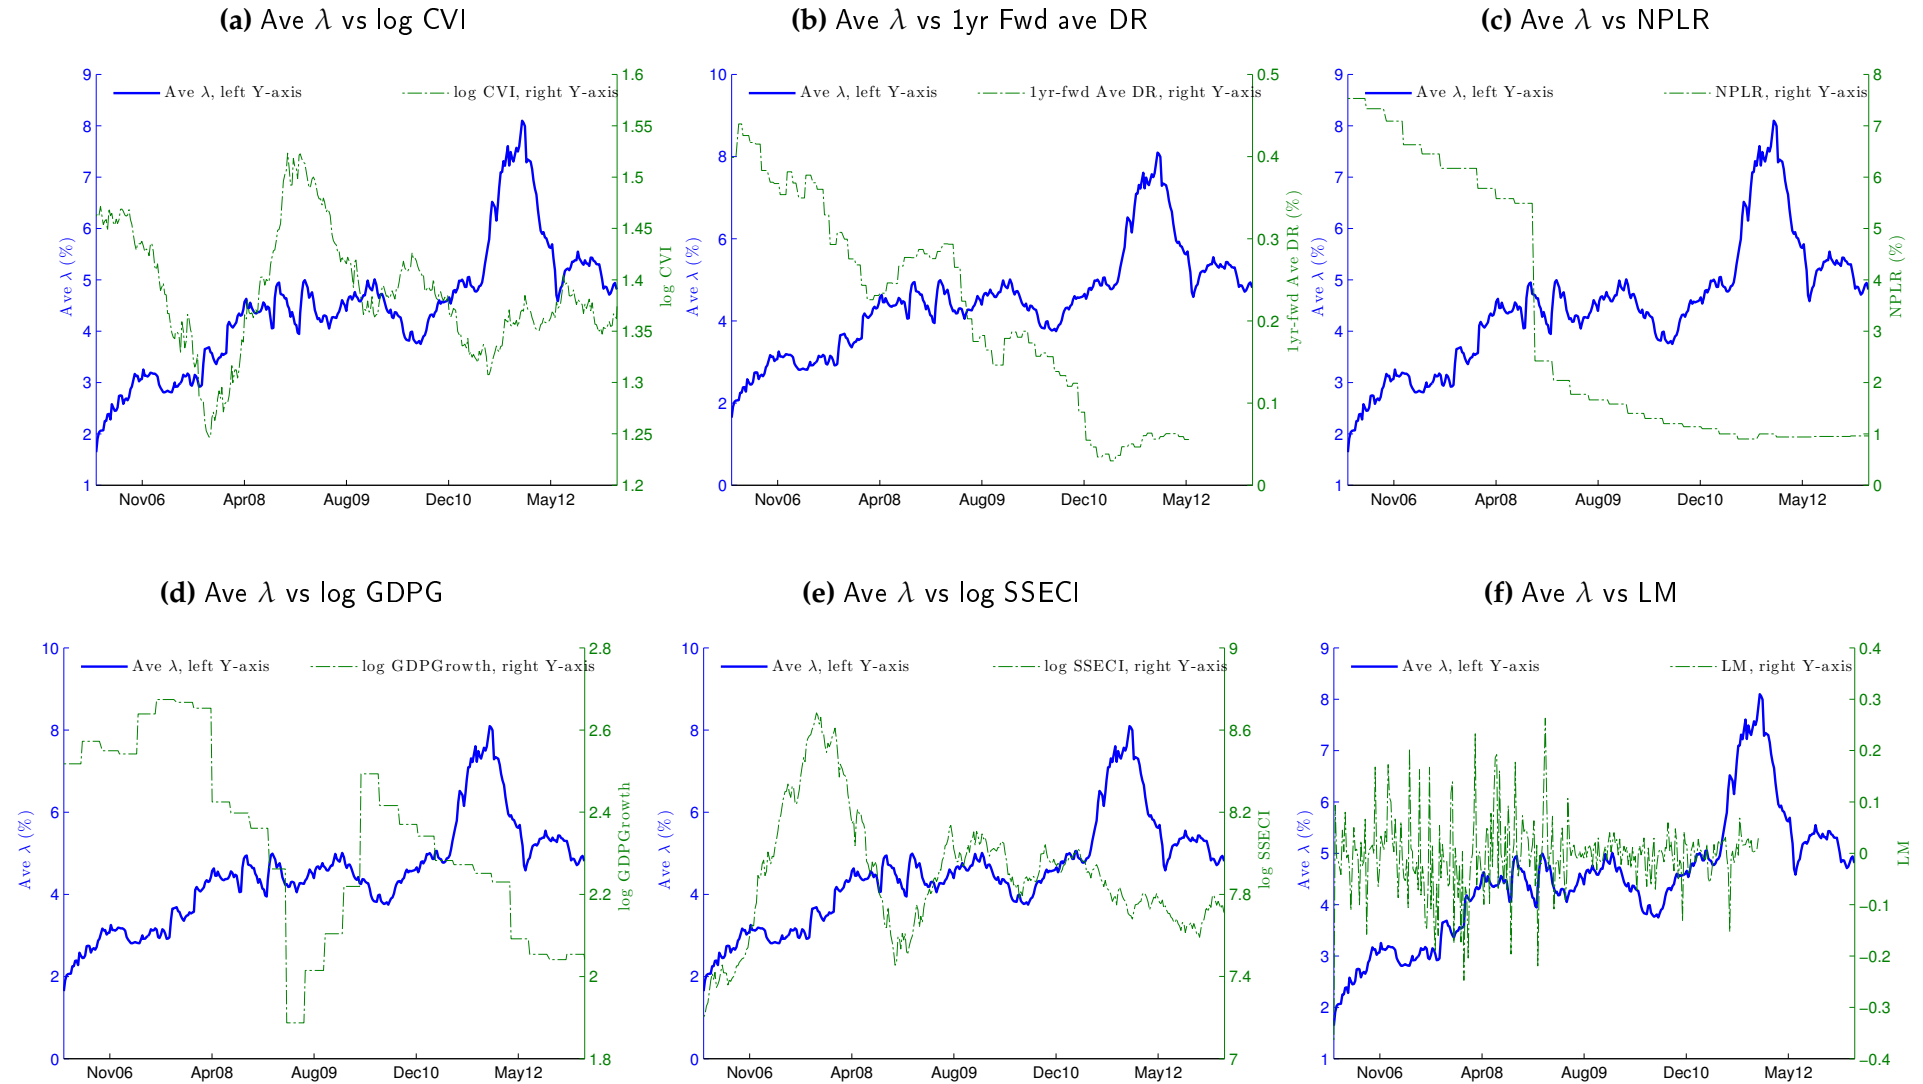 (a) Ave λ vs log CVI
Ave λ, left Y-axis
log CVI, right Y-axis
9
8
7
6
5
4
3
2
1
1.6
1.55
1.5
1.45
1.4
1.35
1.3
1.25
1.2
Ave λ (%)
log CVI
Nov06 Apr08 Aug09 Dec10 May12
(b) Ave λ vs 1yr Fwd ave DR
Ave λ, left Y-axis
1yr-fwd Ave DR, right Y-axis
10
8
6
4
2
0
0.5
0.4
0.3
0.2
0.1
0
Ave λ (%)
1yr-fwd Ave DR (%)
Nov06 Apr08 Aug09 Dec10 May12
(c) Ave λ vs NPLR
Ave λ, left Y-axis
NPLR, right Y-axis
9
8
7
6
5
4
3
2
1
8
7
6
5
4
3
2
1
0
Ave λ (%)
NPLR (%)
Nov06 Apr08 Aug09 Dec10 May12
(d) Ave λ vs log GDPG
Ave λ, left Y-axis
log GDPGrowth, right Y-axis
10
8
6
4
2
0
2.8
2.6
2.4
2.2
2
1.8
Ave λ (%)
log GDPGrowth
Nov06 Apr08 Aug09 Dec10 May12
(e) Ave λ vs log SSECI
Ave λ, left Y-axis
log SSECI, right Y-axis
10
8
6
4
2
0
9
8.6
8.2
7.8
7.4
7
Ave λ (%)
log SSECI
Nov06 Apr08 Aug09 Dec10 May12
(f) Ave λ vs LM
Ave λ, left Y-axis
LM, right Y-axis
9
8
7
6
5
4
3
2
1
0.4
0.3
0.2
0.1
0
−0.1
−0.2
−0.3
−0.4
Ave λ (%)
LM
Nov06 Apr08 Aug09 Dec10 May12